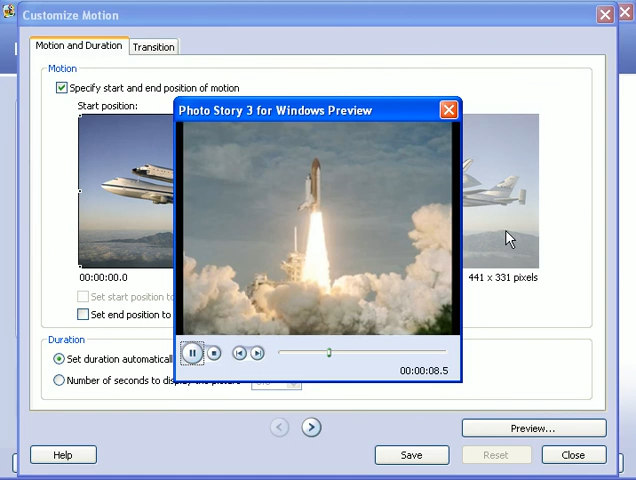 Customize Motion
Motion and Duration
Transition
Motion
Specify start and end position of motion
Start position:
Photo Story 3 for Windows Preview
00:00:00.0
441 x 331 pixels
Set start position to
Set end position to
00:00:08.5
Duration
Set duration automatical
Number of seconds to display the picture
Preview...
Help
Save
Reset
Close